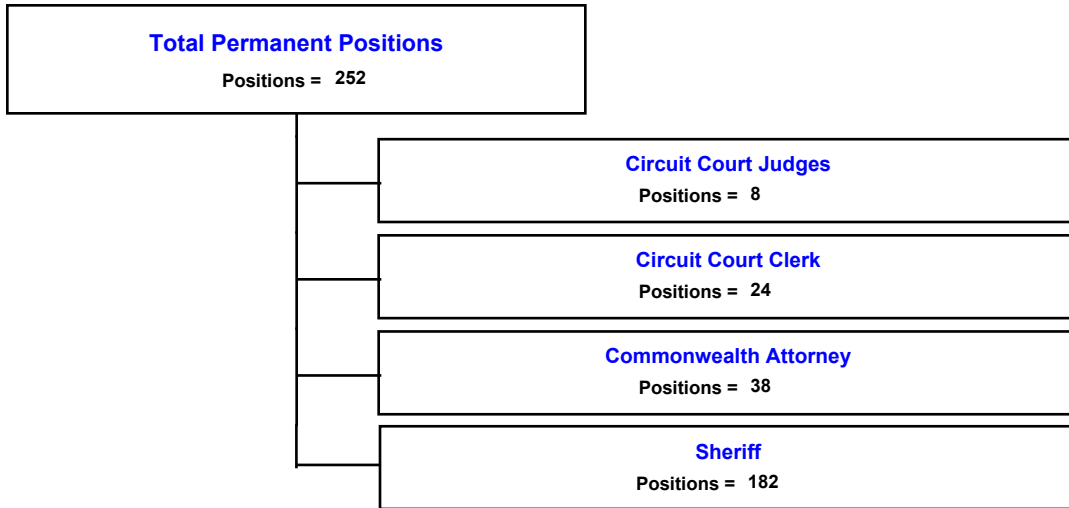 Total Permanent Positions
Positions = 252
Circuit Court Judges
Positions = 8
Circuit Court Clerk
Positions = 24
Commonwealth Attorney
Positions = 38
Sheriff
Positions = 182